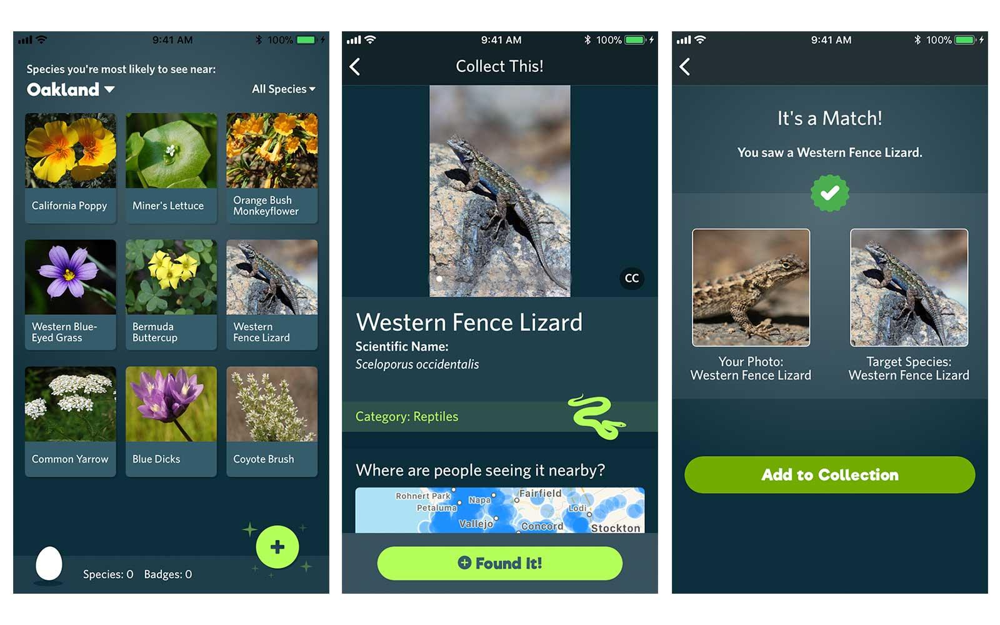 9:41 AM
100%
Species you're most likely to see near:
Oakland
All Species
California Poppy
Miner's Lettuce
Orange Bush
Monkeyflower
Western Blue-
Eyed Grass
Bermuda
Buttercup
Western
Fence Lizard
Common Yarrow
Blue Dicks
Coyote Brush
Species: 0 Badges: 0
9:41 AM
100%
Collect This!
CC
Western Fence Lizard
Scientific Name:
Sceloporus occidentalis
Category: Reptiles
Where are people seeing it nearby?
Rohnert Park
Napa
Fairfield
Petaluma
Lodi
Vallejo
Concord
Stockton
Found It!
9:41 AM
100%
It's a Match!
You saw a Western Fence Lizard.
Your Photo:
Western Fence Lizard
Target Species:
Western Fence Lizard
Add to Collection